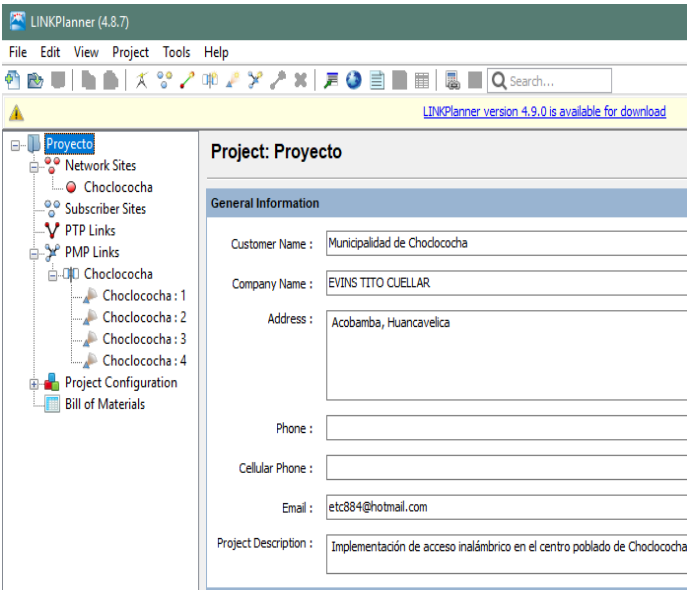 LINKPlanner (4.8.7)
File Edit View Project Tools Help
Search...
LINKPlanner version 4.9.0 is available for download
Proyecto
Network Sites
Choclococha
Subscriber Sites
PTP Links
PMP Links
Choclococha
Choclococha : 1
Choclococha : 2
Choclococha : 3
Choclococha : 4
Project Configuration
Bill of Materials
Project: Proyecto
General Information
Customer Name : Municipalidad de Choclococha
Company Name : EVINS TITO CUELLAR
Address : Acobamba, Huancavelica
Phone :
Cellular Phone :
Email : etc884@hotmail.com
Project Description : Implementación de acceso inalámbrico en el centro poblado de Choclococha